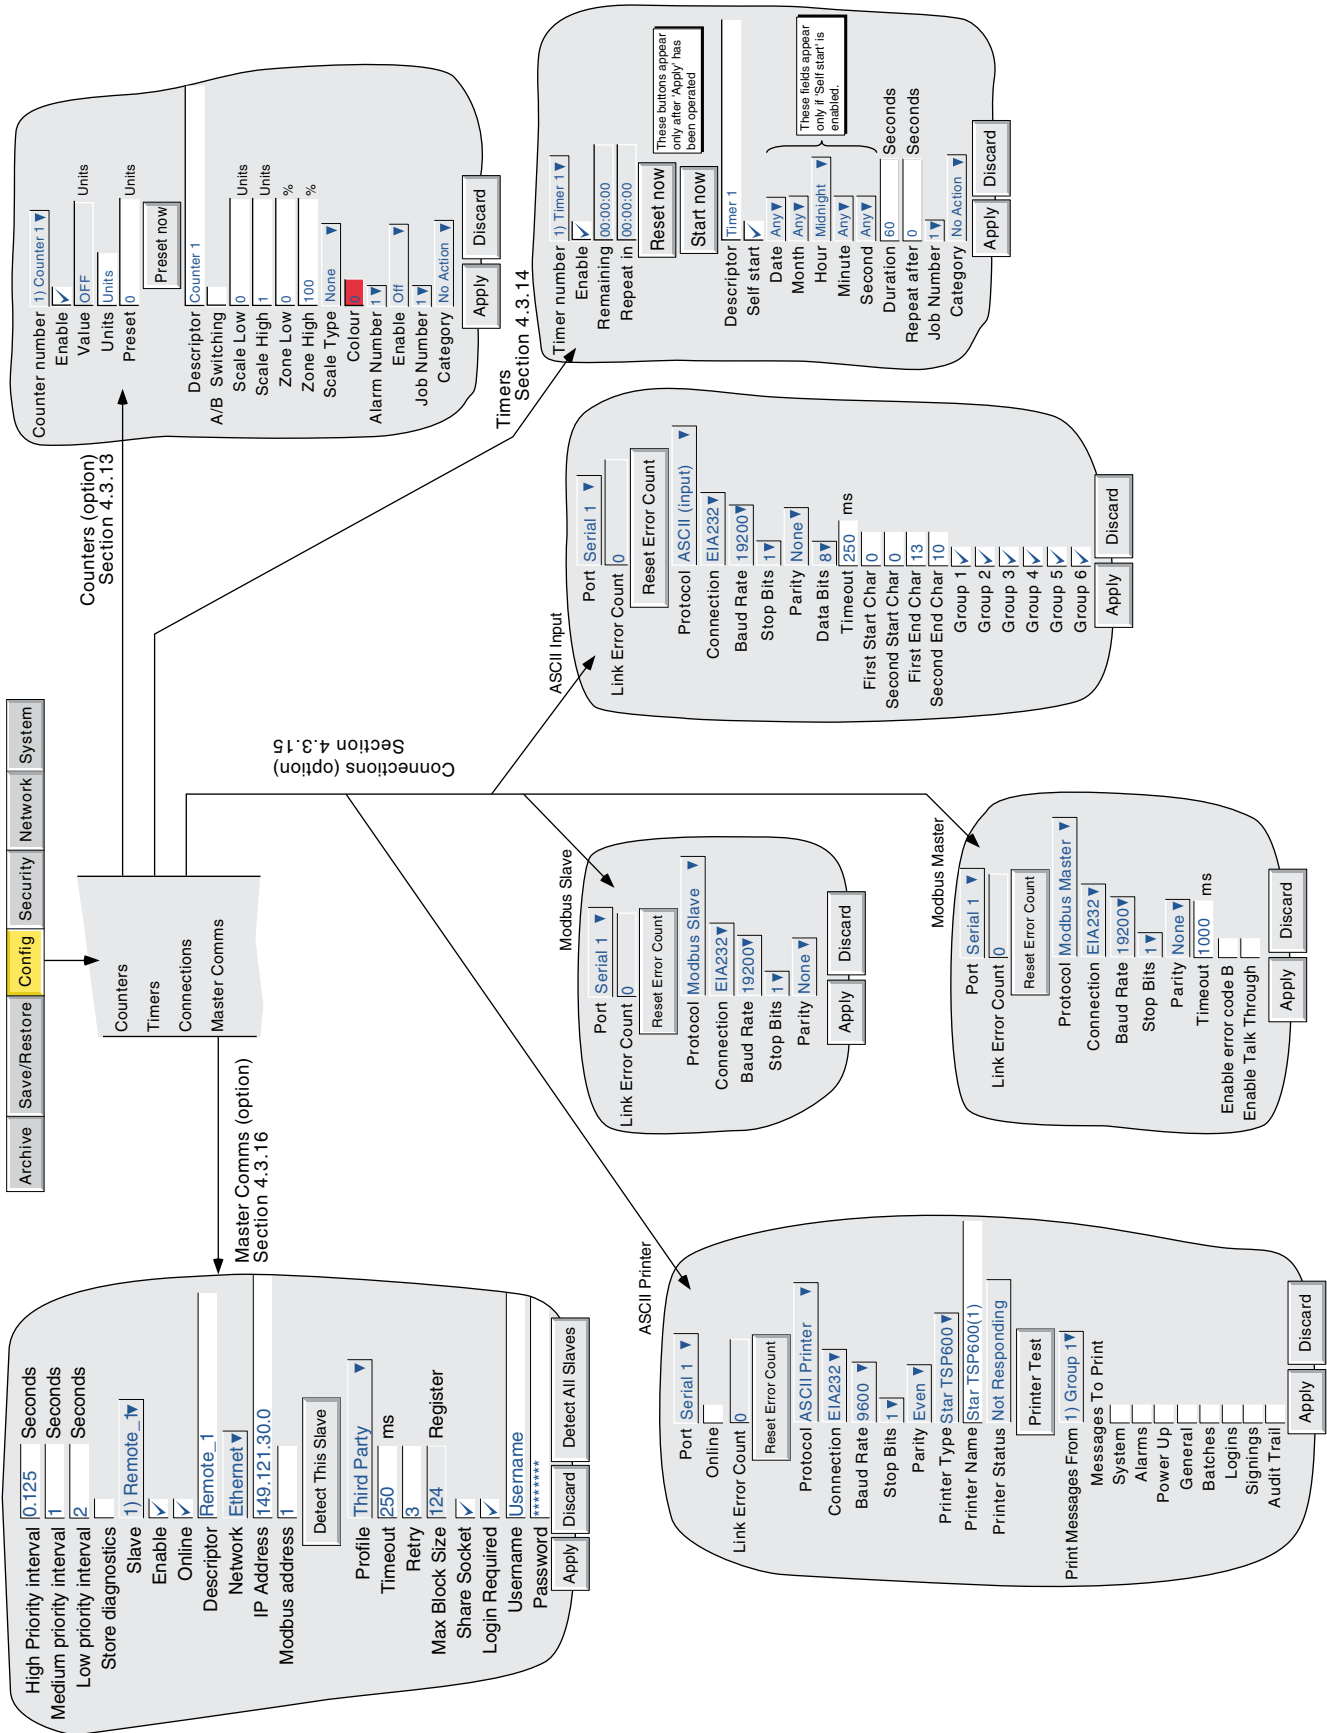 Archive Save/Restore Config Security Network System
Counters
Timers
Connections
Master Comms
Master Comms (option)
Section 4.3.16
High Priority interval 0.125 Seconds
Medium priority interval 1 Seconds
Low priority interval 2 Seconds
Store diagnostics
Slave 1) Remote_1
Enable
Online
Descriptor Remote_1
Network Ethernet
IP Address 149.121.30.0
Modbus address 1
Detect This Slave
Profile Third Party
Timeout 250 ms
Retry 3
Max Block Size 124 Register
Share Socket
Login Required
Username Username
Password ********
Apply Discard Detect All Slaves
Counters (option)
Section 4.3.13
Counter number 1) Counter 1
Enable
Value OFF Units
Units Units
Preset 0 Units
Preset now
Descriptor Counter 1
A/B Switching
Scale Low 0 Units
Scale High 1 Units
Zone Low 0 %
Zone High 100 %
Scale Type None
Colour 0
Alarm Number 1
Enable Off
Job Number 1
Category No Action
Apply Discard
Timers
Section 4.3.14
Timer number 1) Timer 1
Enable
Remaining 00:00:00
Repeat in 00:00:00
Reset now
Start now
These buttons appear
only after 'Apply' has
been operated
Descriptor Timer 1
Self start
Date Any
Month Any
Hour Midnight
Minute Any
Second Any
These fields appear
only if 'Self start' is
enabled.
Duration 60 Seconds
Repeat after 0 Seconds
Job Number 1
Category No Action
Apply Discard
Connections (option)
Section 4.3.15
ASCII Printer
Port Serial 1
Online
Link Error Count 0
Reset Error Count
Protocol ASCII Printer
Connection EIA232
Baud Rate 9600
Stop Bits 1
Parity Even
Printer Type Star TSP600
Printer Name Star TSP600(1)
Printer Status Not Responding
Printer Test
Print Messages From 1) Group 1
Messages To Print
System
Alarms
Power Up
General
Batches
Logins
Signings
Audit Trail
Apply Discard
Modbus Slave
Port Serial 1
Link Error Count 0
Reset Error Count
Protocol Modbus Slave
Connection EIA232
Baud Rate 19200
Stop Bits 1
Parity None
Apply Discard
ASCII Input
Port Serial 1
Link Error Count 0
Reset Error Count
Protocol ASCII (input)
Connection EIA232
Baud Rate 19200
Stop Bits 1
Parity None
Data Bits 8
Timeout 250 ms
First Start Char 0
Second Start Char 0
First End Char 13
Second End Char 10
Group 1
Group 2
Group 3
Group 4
Group 5
Group 6
Apply Discard
Modbus Master
Port Serial 1
Link Error Count 0
Reset Error Count
Protocol Modbus Master
Connection EIA232
Baud Rate 19200
Stop Bits 1
Parity None
Timeout 1000 ms
Enable error code B
Enable Talk Through
Apply Discard